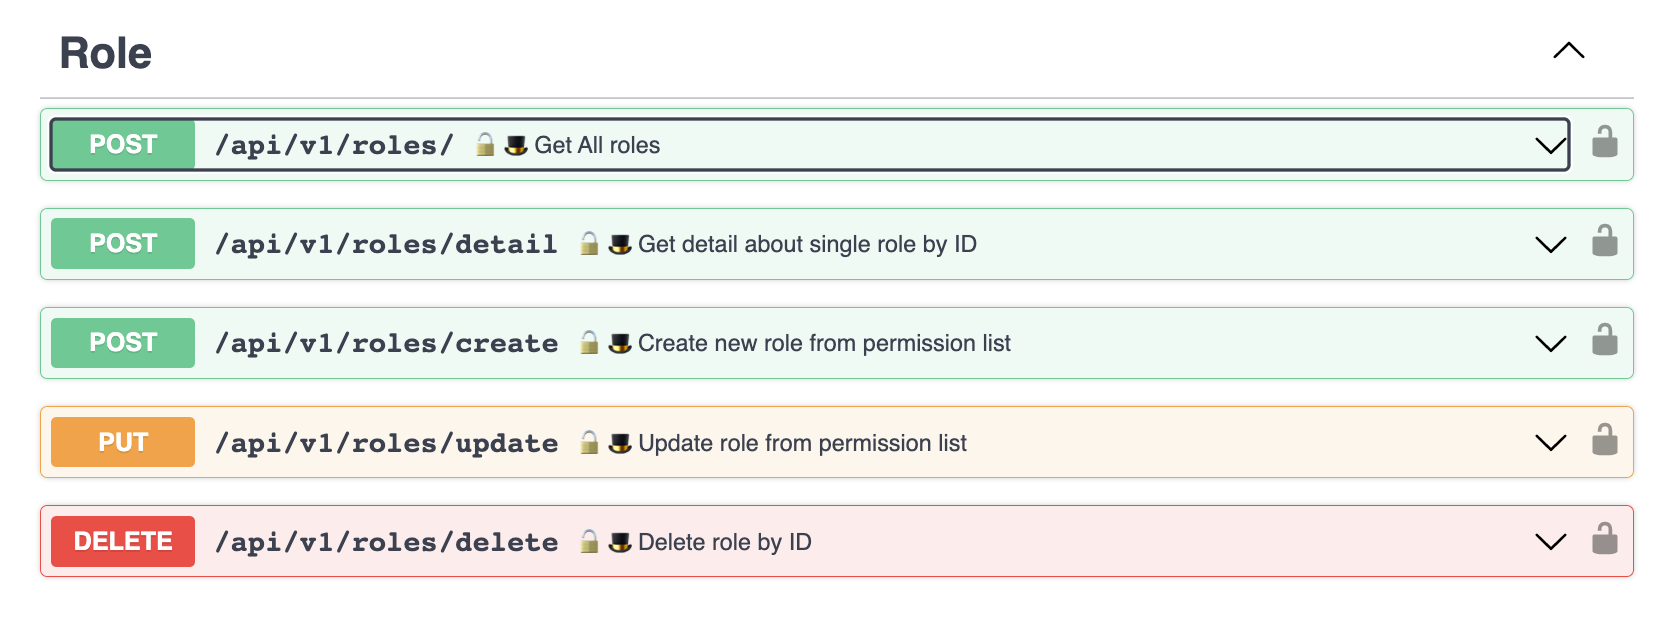 Role
POST /api/v1/roles/ 🔓 🎩 Get All roles
POST /api/v1/roles/detail 🔓 🎩 Get detail about single role by ID
POST /api/v1/roles/create 🔓 🎩 Create new role from permission list
PUT /api/v1/roles/update 🔓 🎩 Update role from permission list
DELETE /api/v1/roles/delete 🔓 🎩 Delete role by ID